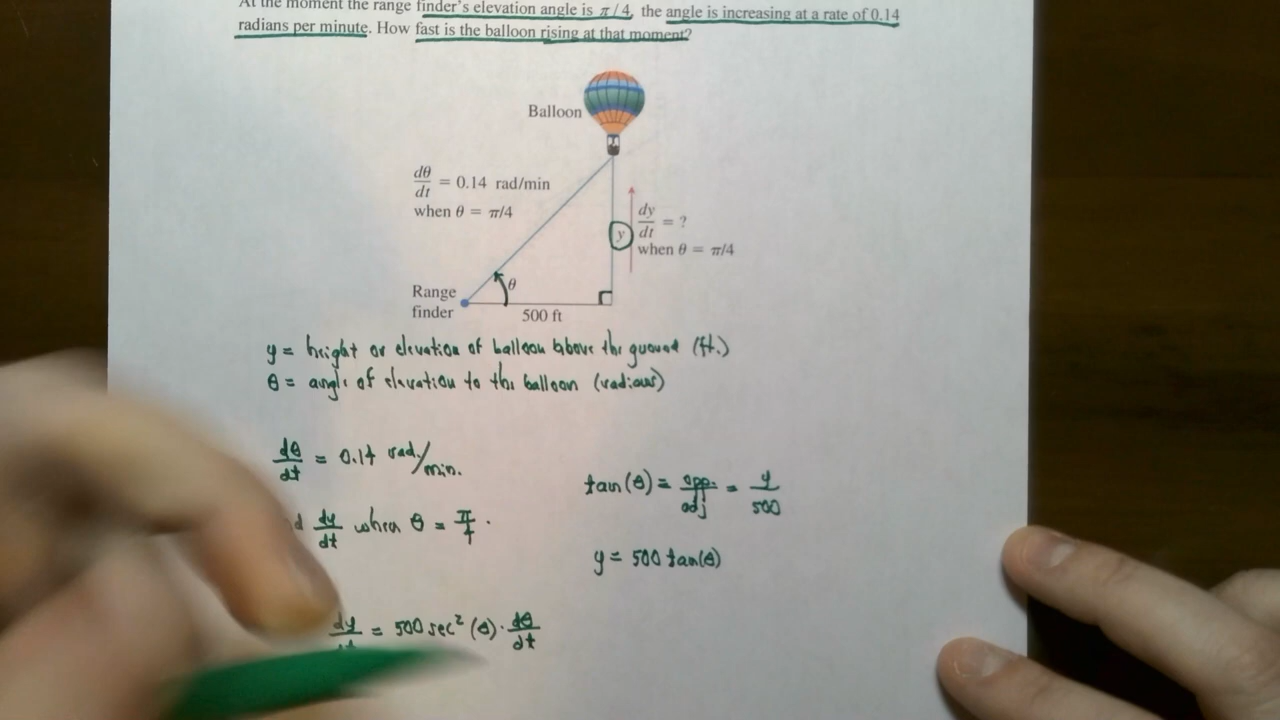 At the moment the range finder's elevation angle is π/4, the angle is increasing at a rate of 0.14
radians per minute. How fast is the balloon rising at that moment?
Balloon
dθ/dt = 0.14 rad/min
when θ = π/4
y
dy/dt = ?
when θ = π/4
θ
Range
finder
500 ft
y = height or elevation of balloon above the ground (ft.)
θ = angle of elevation to the balloon (radians)
dθ/dt = 0.14 rad/min.
tan(θ) = opp./adj = y/500
dy/dt when θ = π/4.
y = 500 tan(θ)
dy/dt = 500 sec²(θ) · dθ/dt